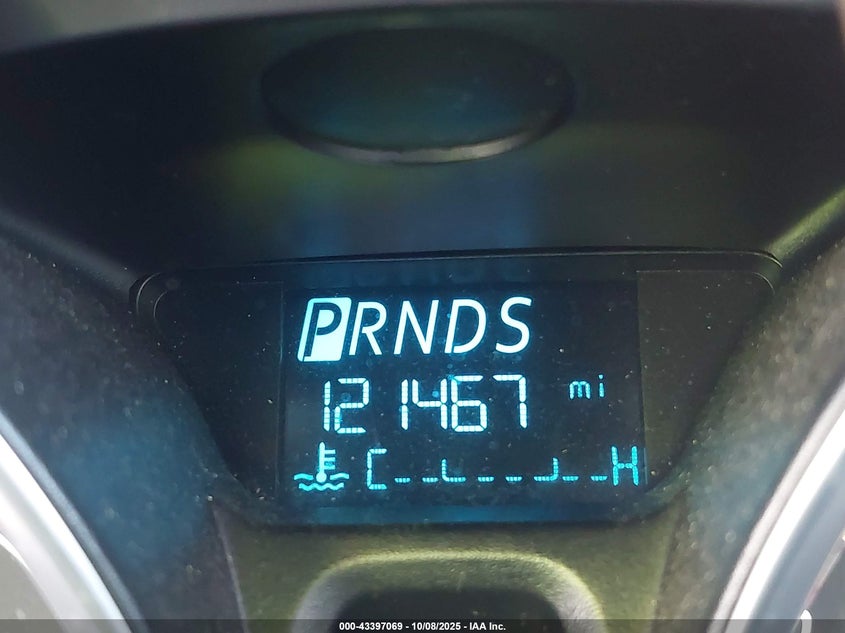 PRNDS
121467 mi
C H
000-43397069 - 10/08/2025 - IAA Inc.